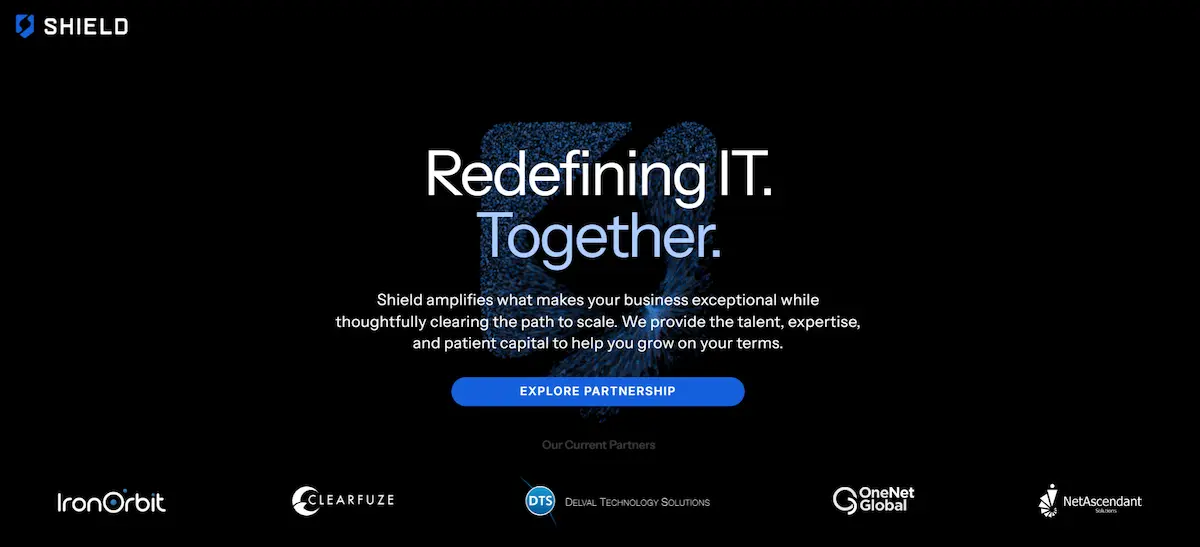 SHIELD
Redefining IT.
Together.
Shield amplifies what makes your business exceptional while
thoughtfully clearing the path to scale. We provide the talent, expertise,
and patient capital to help you grow on your terms.
EXPLORE PARTNERSHIP
Our Current Partners
IronOrbit
CLEARFUZE
DTS DELVAL TECHNOLOGY SOLUTIONS
OneNet
Global
NetAscendant
Solutions